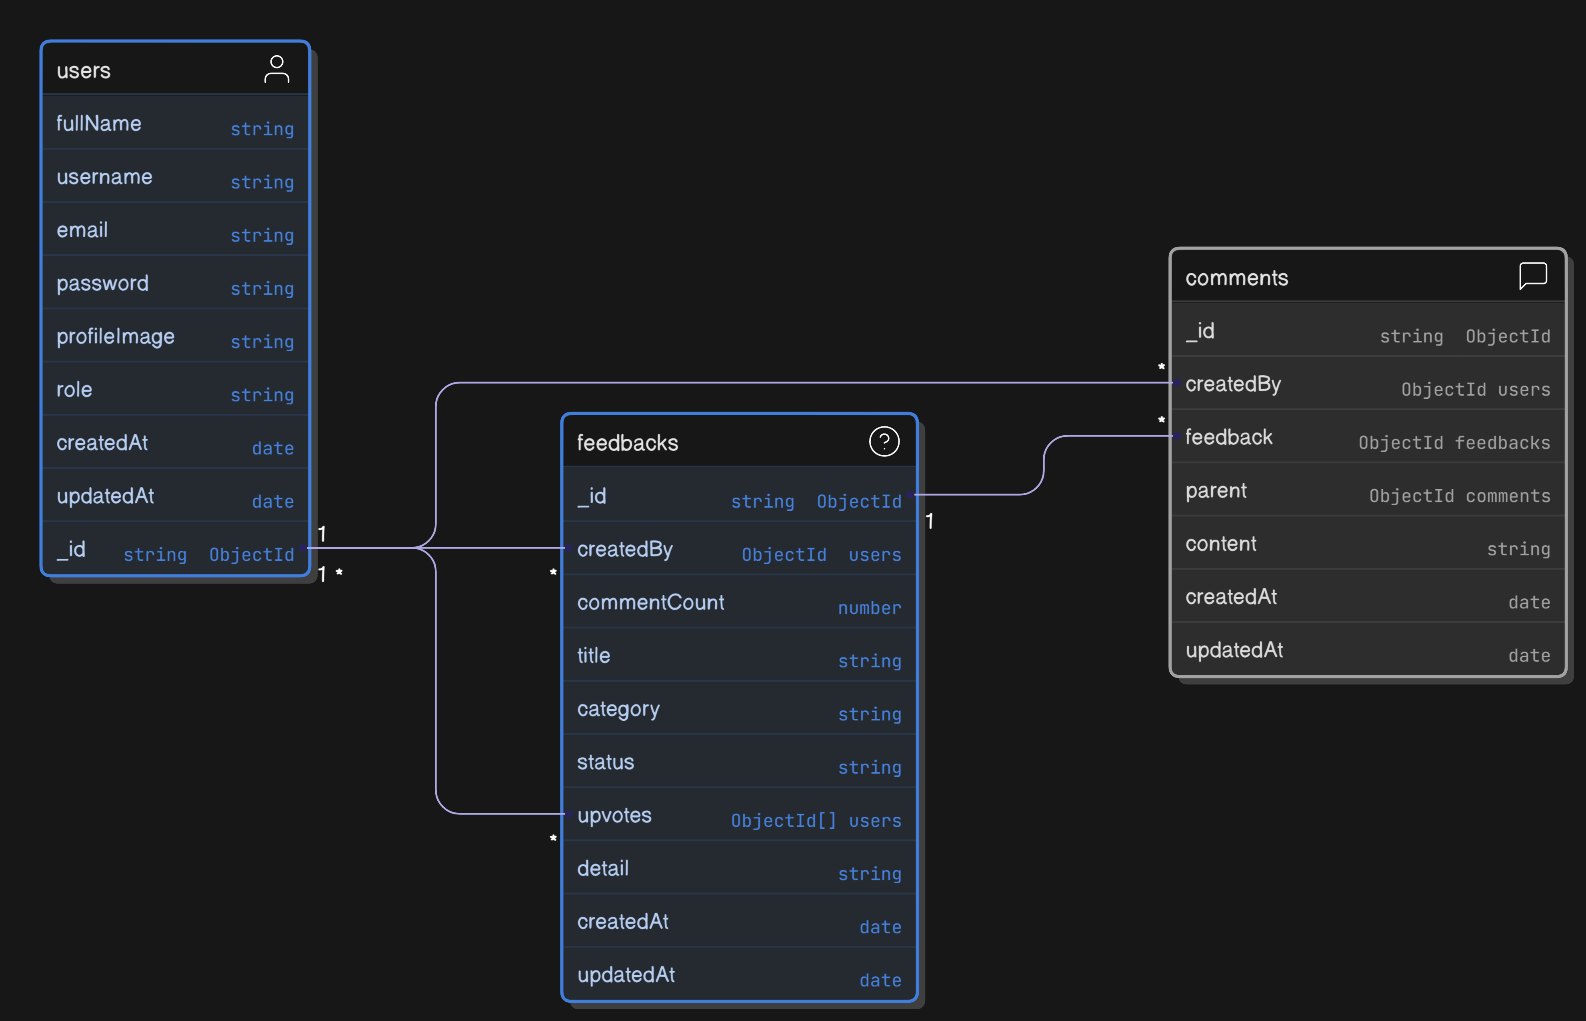 users
fullName string
username string
email string
password string
profileImage string
role string
createdAt date
updatedAt date
_id string ObjectId
1
1 *
feedbacks
_id string ObjectId
1
createdBy ObjectId users
*
commentCount number
title string
category string
status string
upvotes ObjectId[] users
*
detail string
createdAt date
updatedAt date
comments
_id string ObjectId
*
createdBy ObjectId users
*
feedback ObjectId feedbacks
parent ObjectId comments
content string
createdAt date
updatedAt date